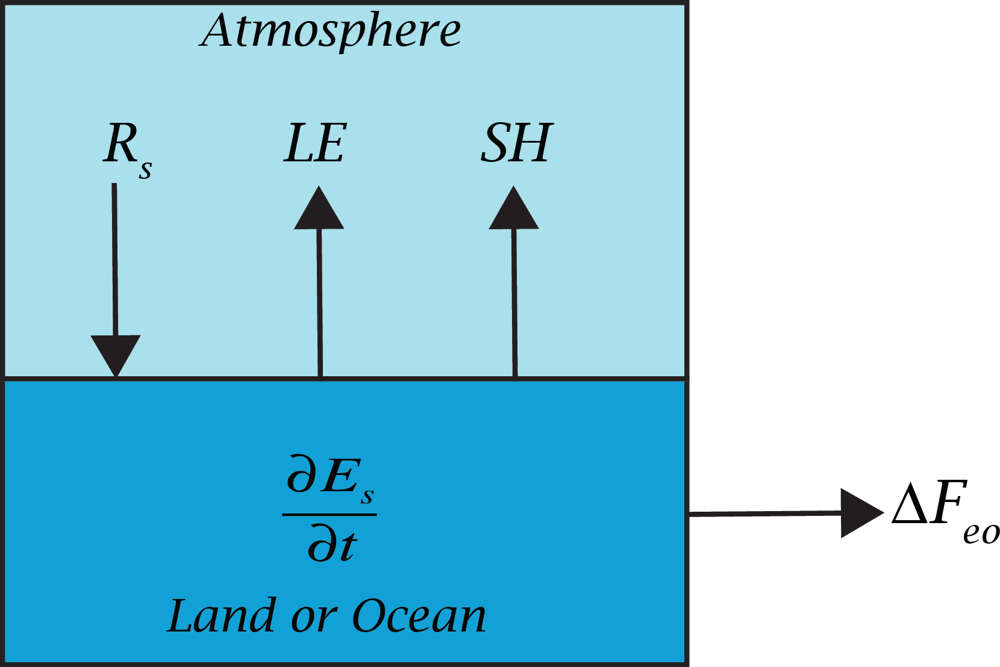 Atmosphere
R_s LE SH
∂E_s
∂t
ΔF_eo
Land or Ocean